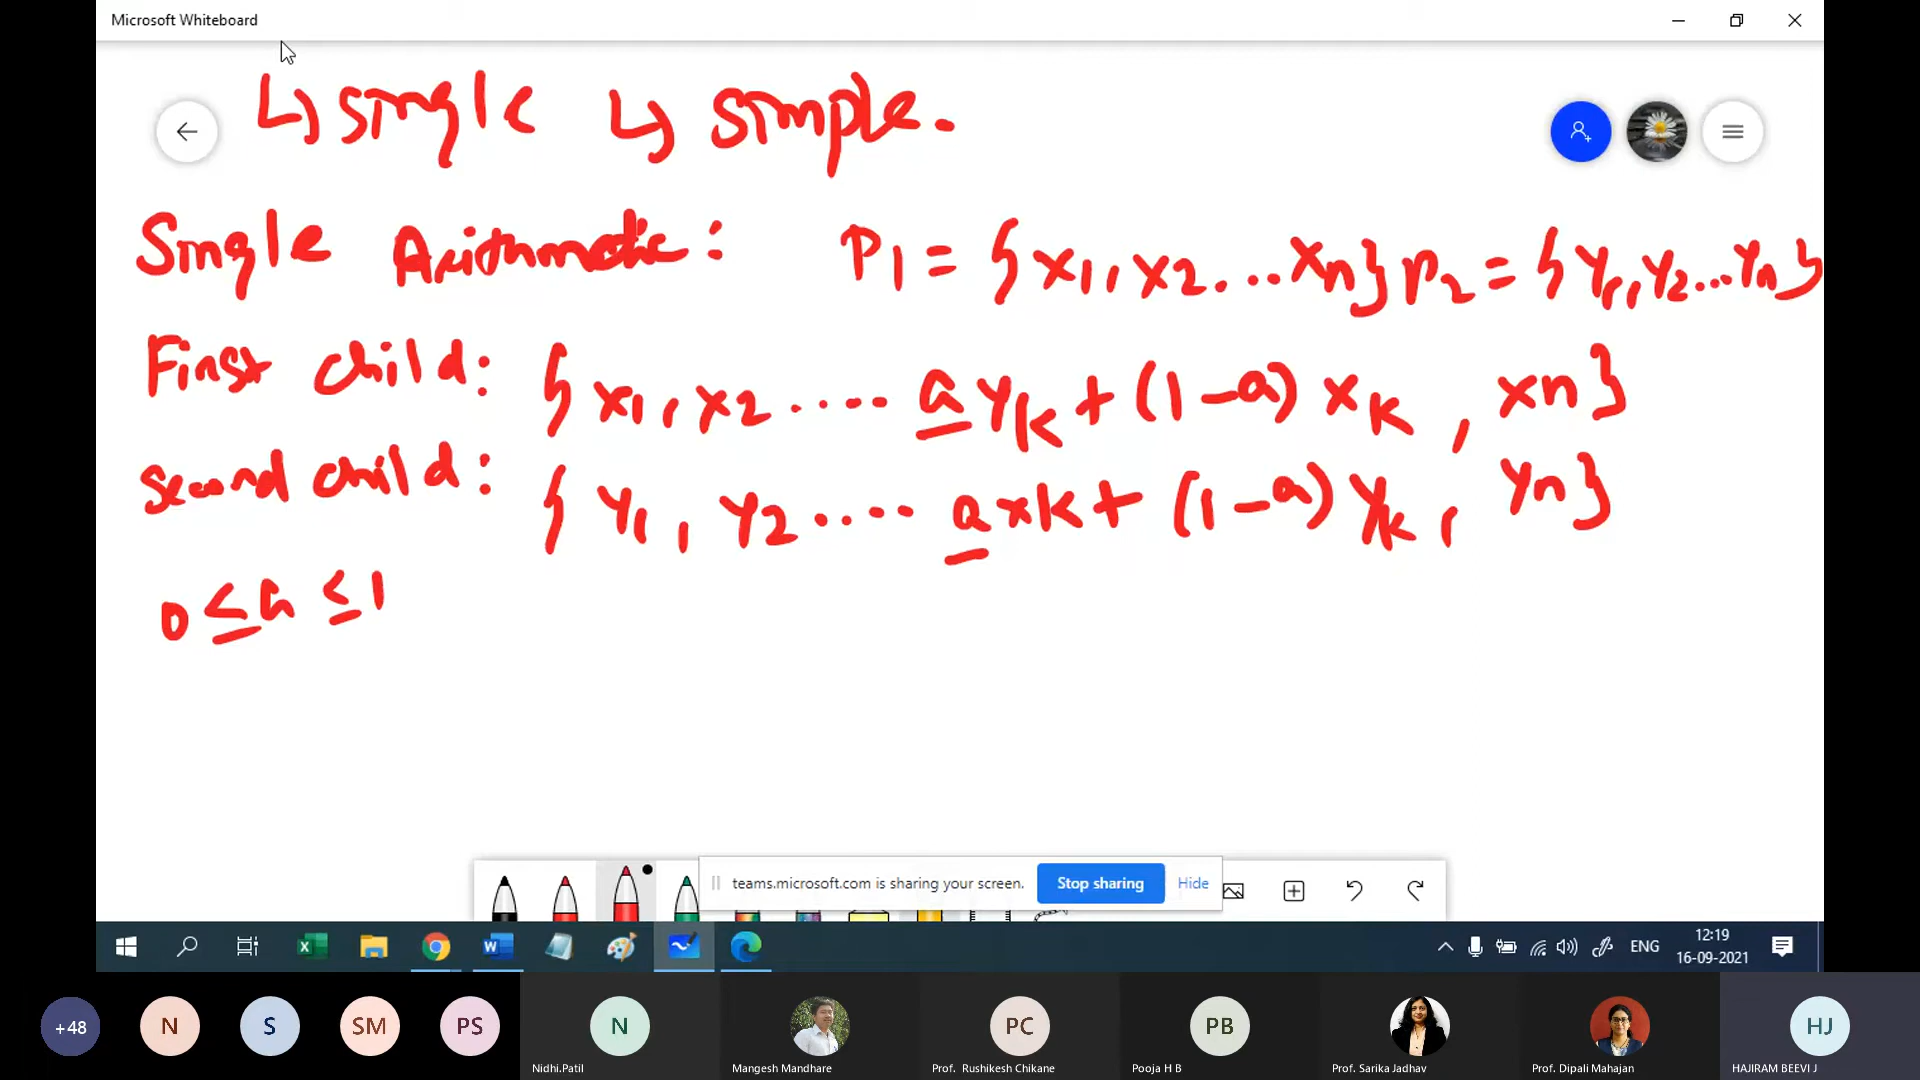 Microsoft Whiteboard
↳ single ↳ simple.
Single Arithmetic: P1 = {x1, x2...xn} P2 = {y1, y2...yn}
First child: {x1, x2 .... a yk + (1-a) xk, xn}
Second child: {y1, y2 .... a xk + (1-a) yk, yn}
0 ≤ a ≤ 1
teams.microsoft.com is sharing your screen. Stop sharing Hide
ENG 12:19
16-09-2021
+48 N S SM PS N PC PB HJ
Nidhi.Patil Mangesh Mandhare Prof. Rushikesh Chikane Pooja H B Prof. Sarika Jadhav Prof. Dipali Mahajan HAJIRAM BEEVI J